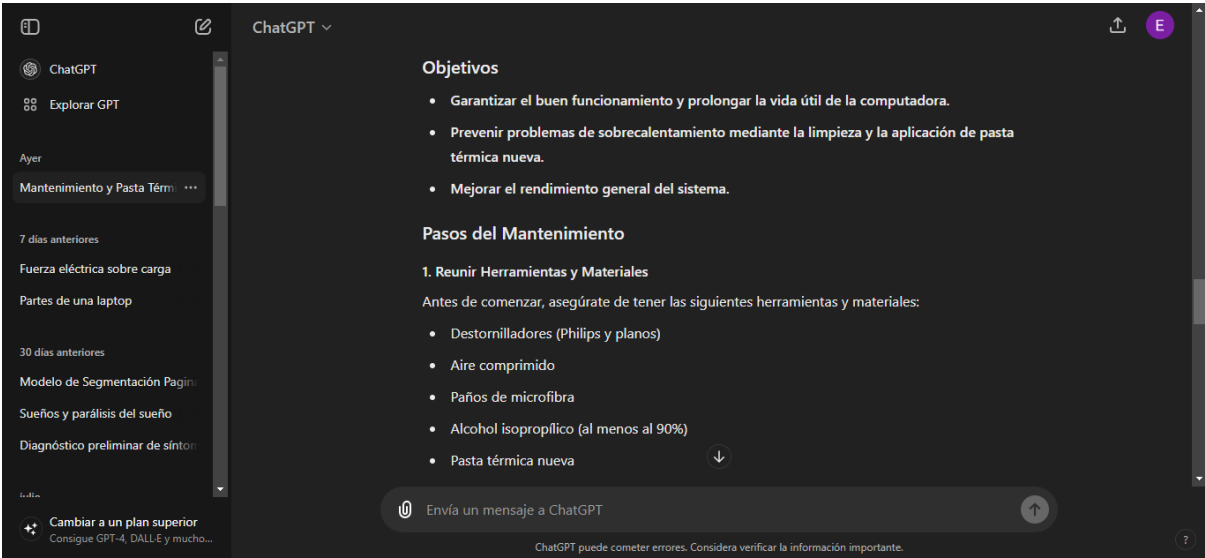 ChatGPT
E
ChatGPT
Explorar GPT
Ayer
Mantenimiento y Pasta Térmi
7 días anteriores
Fuerza eléctrica sobre carga
Partes de una laptop
30 días anteriores
Modelo de Segmentación Pagina
Sueños y parálisis del sueño
Diagnóstico preliminar de síntom
julio
Cambiar a un plan superior
Consigue GPT-4, DALL·E y mucho...
Objetivos
• Garantizar el buen funcionamiento y prolongar la vida útil de la computadora.
• Prevenir problemas de sobrecalentamiento mediante la limpieza y la aplicación de pasta
térmica nueva.
• Mejorar el rendimiento general del sistema.
Pasos del Mantenimiento
1. Reunir Herramientas y Materiales
Antes de comenzar, asegúrate de tener las siguientes herramientas y materiales:
• Destornilladores (Philips y planos)
• Aire comprimido
• Paños de microfibra
• Alcohol isopropílico (al menos al 90%)
• Pasta térmica nueva
Envía un mensaje a ChatGPT
ChatGPT puede cometer errores. Considera verificar la información importante.
?